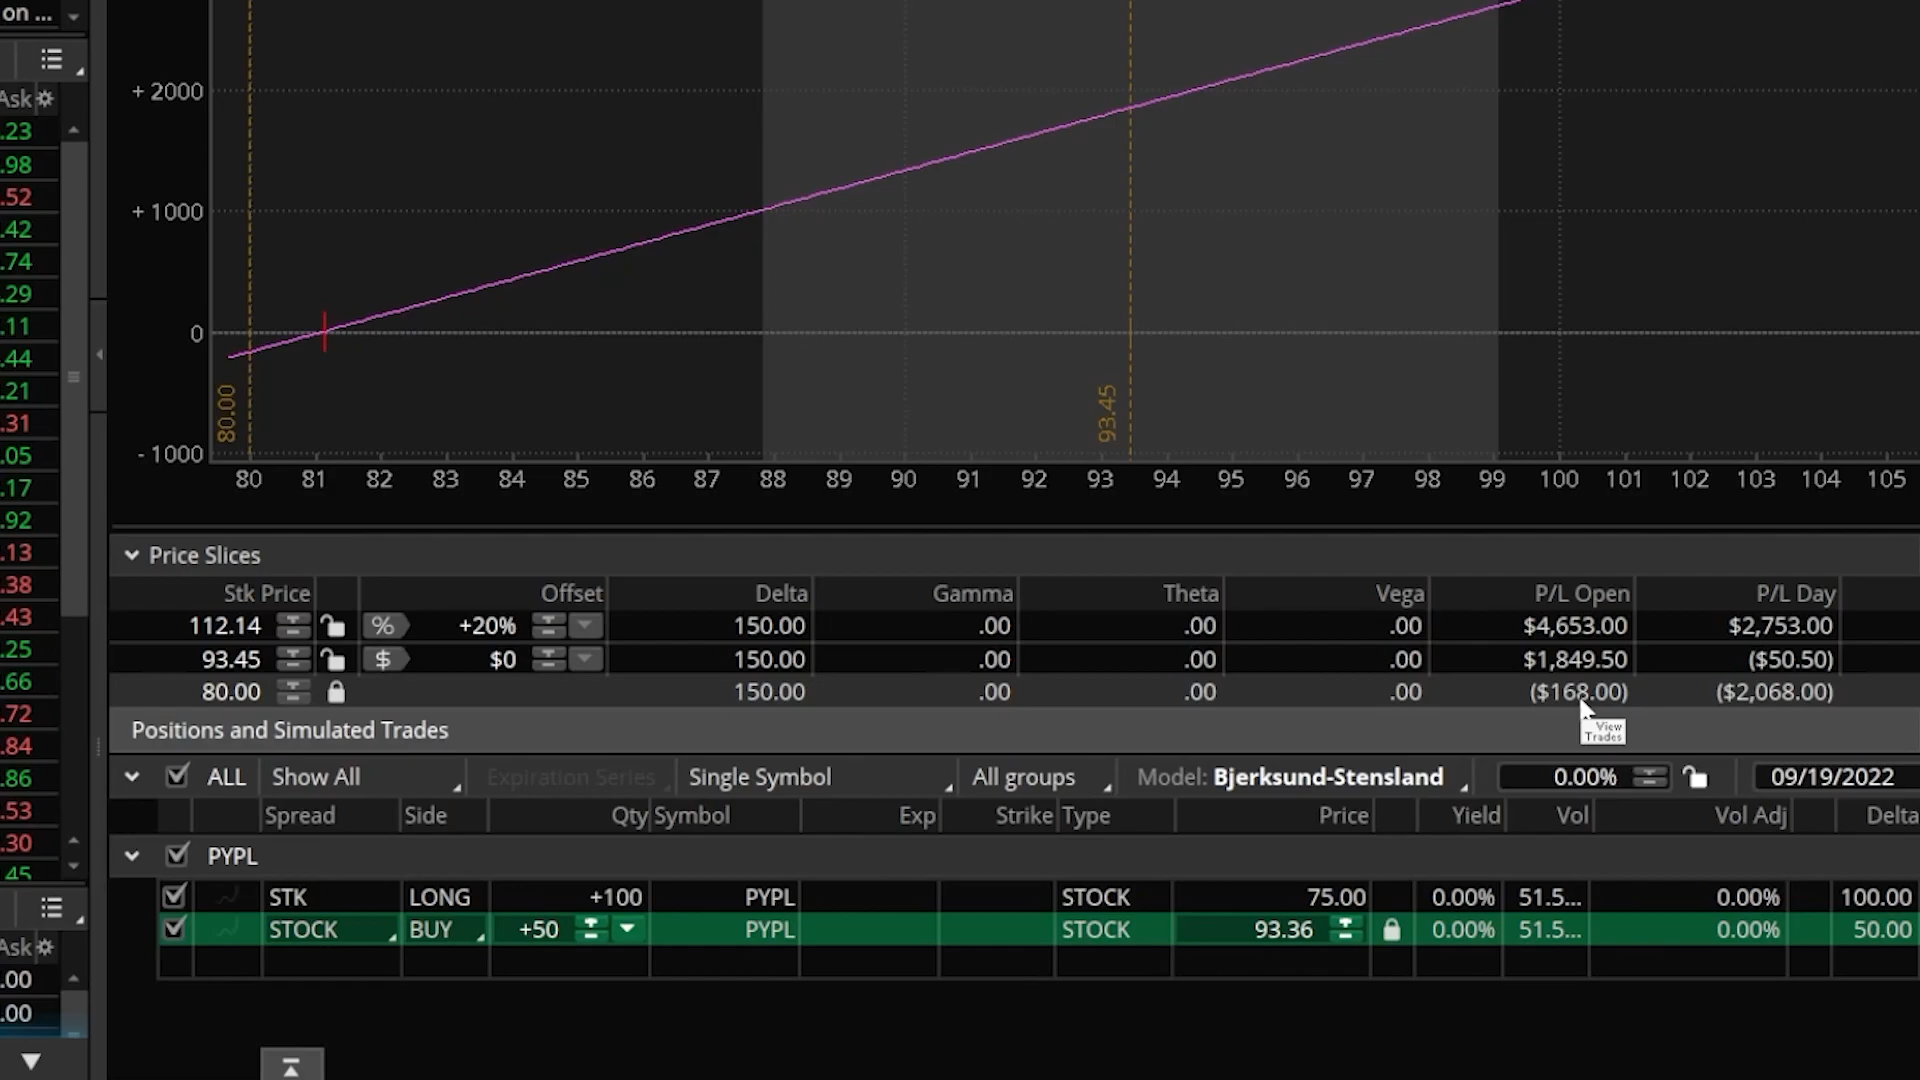 on ...
Ask
.23
.98
.52
.42
.74
.29
.11
.44
.21
.31
.05
.17
.92
.13
.38
.43
.25
.66
.72
.84
.86
.53
.30
.45
Ask
.00
.00
+ 2000
+ 1000
0
- 1000
80.00
93.45
80 81 82 83 84 85 86 87 88 89 90 91 92 93 94 95 96 97 98 99 100 101 102 103 104 105
Price Slices
Stk Price Offset Delta Gamma Theta Vega P/L Open P/L Day
112.14 % +20% 150.00 .00 .00 .00 $4,653.00 $2,753.00
93.45 $ $0 150.00 .00 .00 .00 $1,849.50 ($50.50)
80.00 150.00 .00 .00 .00 ($168.00) ($2,068.00)
View
Trades
Positions and Simulated Trades
ALL Show All Expiration Series Single Symbol All groups Model: Bjerksund-Stensland 0.00% 09/19/2022
Spread Side Qty Symbol Exp Strike Type Price Yield Vol Vol Adj Delta
PYPL
STK LONG +100 PYPL STOCK 75.00 0.00% 51.5... 0.00% 100.00
STOCK BUY +50 PYPL STOCK 93.36 0.00% 51.5... 0.00% 50.00